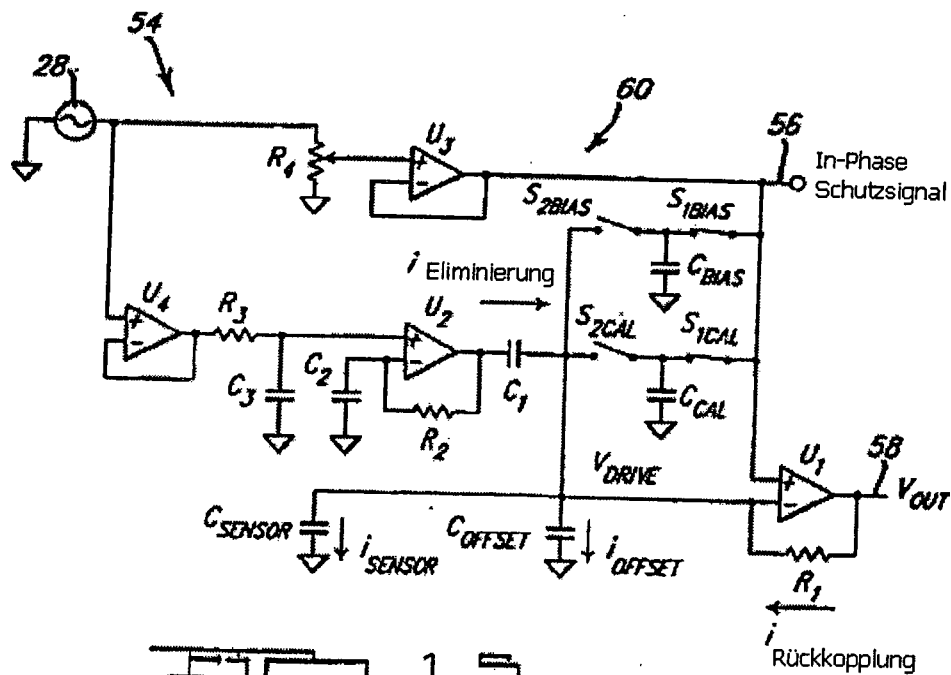 54
28
60
56
In-Phase
Schutzsignal
R4
U3
S2BIAS
S1BIAS
CBIAS
i Eliminierung
U4
R3
U2
S2CAL
S1CAL
C3
C2
C1
CCAL
R2
VDRIVE
U1
58
VOUT
CSENSOR
iSENSOR
COFFSET
iOFFSET
R1
i Rückkopplung
1